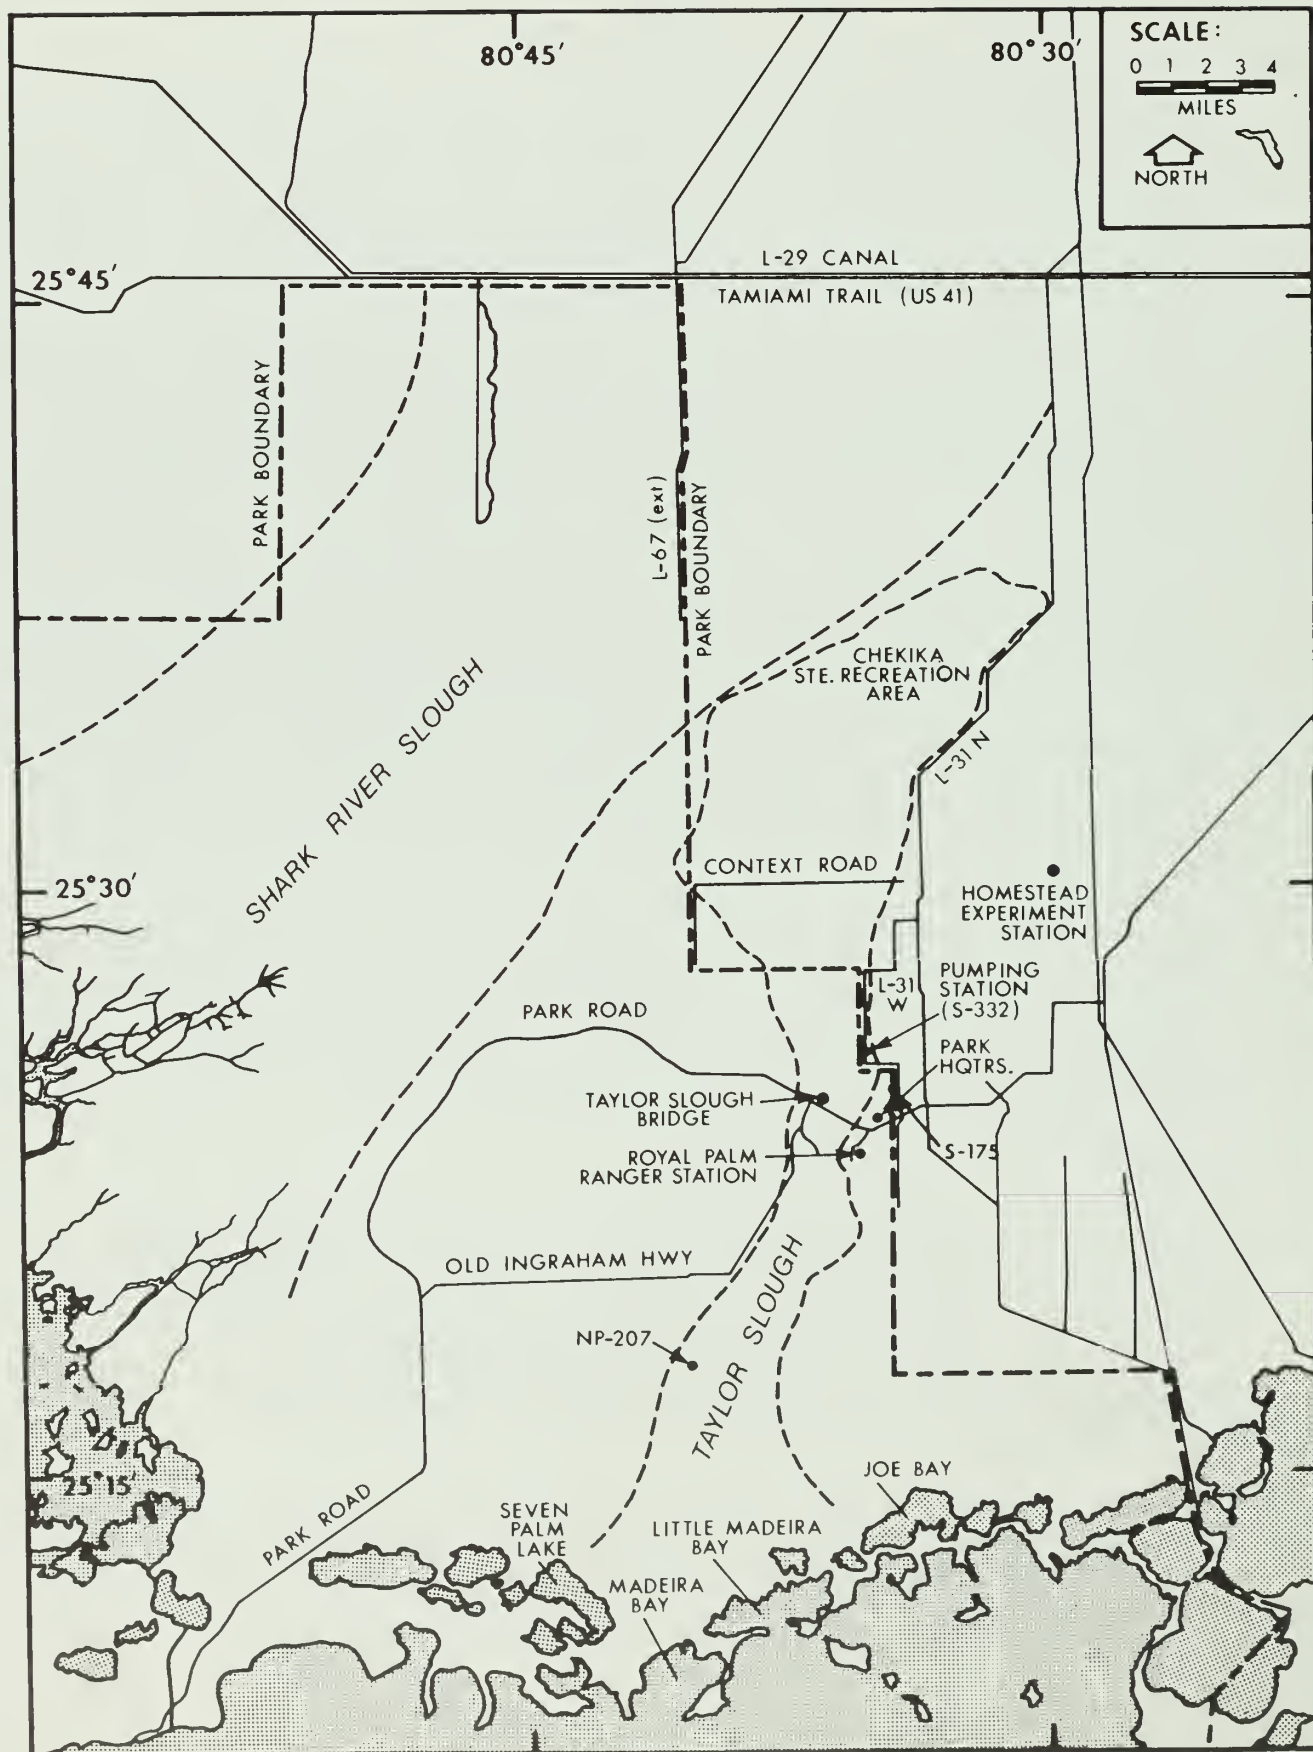 80°45'
80°30'
SCALE:
0 1 2 3 4
MILES
NORTH
L-29 CANAL
25°45'
TAMIAMI TRAIL (US 41)
PARK BOUNDARY
L-67 (ext)
PARK BOUNDARY
CHEKIKA
STE. RECREATION
AREA
SHARK RIVER SLOUGH
L-31 N
CONTEXT ROAD
25°30'
HOMESTEAD
EXPERIMENT
STATION
L-31
W
PUMPING
STATION
(S-332)
PARK ROAD
PARK
HQTRS.
TAYLOR SLOUGH
BRIDGE
S-175
ROYAL PALM
RANGER STATION
OLD INGRAHAM HWY
TAYLOR SLOUGH
NP-207
25°15'
JOE BAY
PARK ROAD
SEVEN
PALM
LAKE
LITTLE MADEIRA
BAY
MADEIRA
BAY